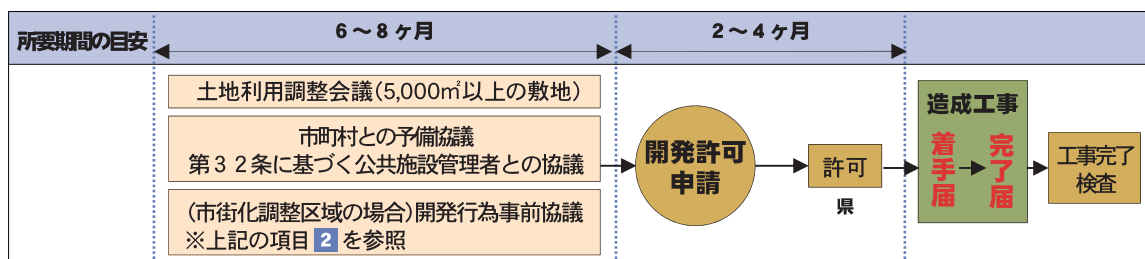 所要期間の目安
6～8ヶ月
2～4ヶ月
土地利用調整会議(5,000㎡以上の敷地)
市町村との予備協議
第３２条に基づく公共施設管理者との協議
(市街化調整区域の場合)開発行為事前協議
※上記の項目 2 を参照
開発許可
申請
許可
県
造成工事
着手届
完了届
工事完了
検査